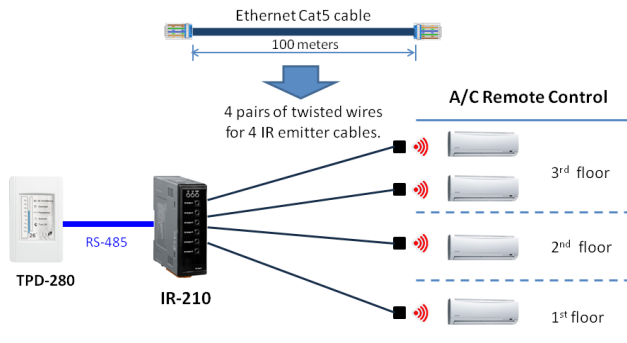 Ethernet Cat5 cable
100 meters
4 pairs of twisted wires
for 4 IR emitter cables.
A/C Remote Control
3rd floor
2nd floor
1st floor
RS-485
TPD-280
IR-210